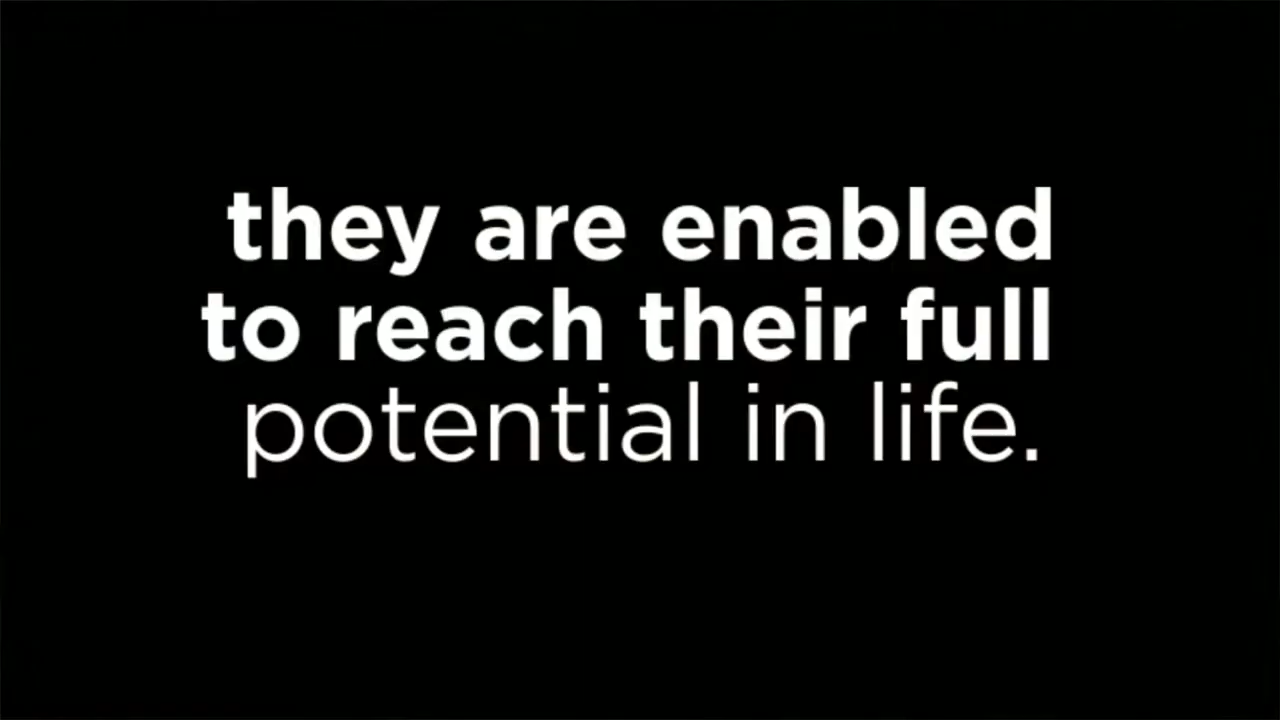 they are enabled
to reach their full
potential in life.